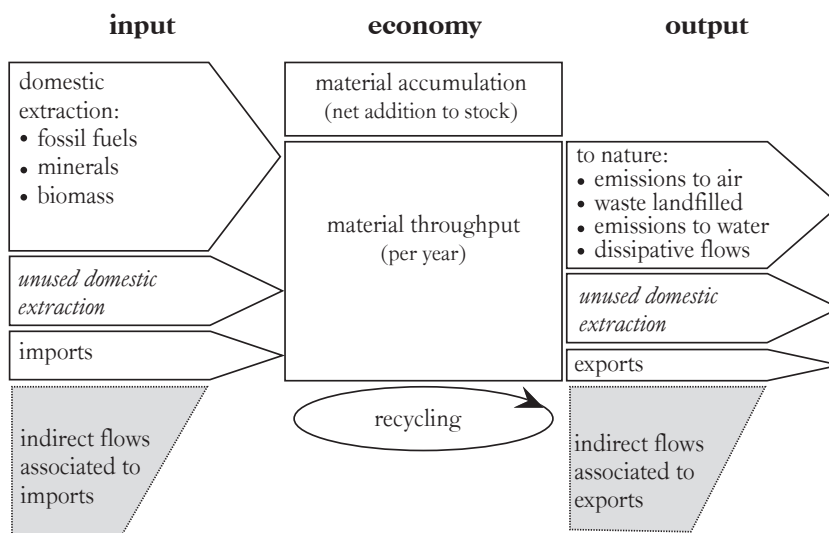 input
economy
output
domestic
extraction:
• fossil fuels
• minerals
• biomass
unused domestic
extraction
imports
indirect flows
associated to
imports
material accumulation
(net addition to stock)
material throughput
(per year)
recycling
to nature:
• emissions to air
• waste landfilled
• emissions to water
• dissipative flows
unused domestic
extraction
exports
indirect flows
associated to
exports